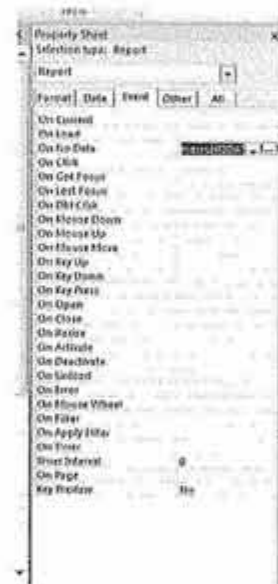 Property Sheet
Selection type: Report
Report
Format Data Event Other All
On Current
On Load
On No Data
On Click
On Got Focus
On Lost Focus
On Dbl Click
On Mouse Down
On Mouse Up
On Mouse Move
On Key Up
On Key Down
On Key Press
On Open
On Close
On Resize
On Activate
On Deactivate
On Unload
On Error
On Mouse Wheel
On Filter
On Apply Filter
On Timer
Timer Interval 0
On Page
Key Preview No